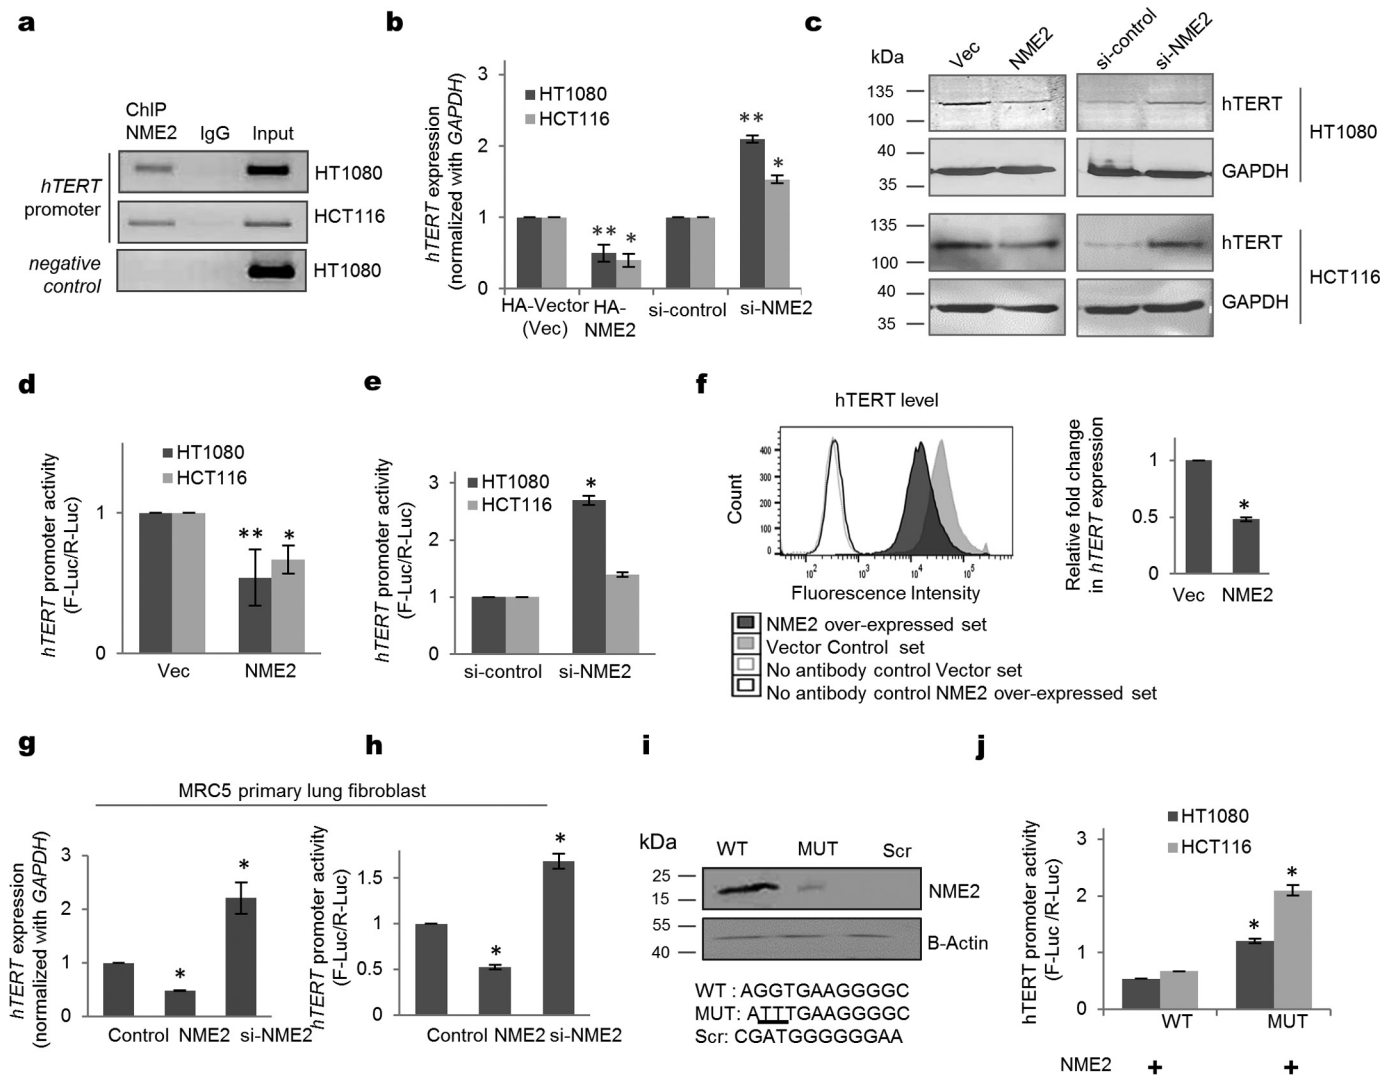 a
ChIP
NME2 IgG Input
hTERT
promoter
HT1080
HCT116
negative
control
HT1080
b
hTERT expression
(normalized with GAPDH)
3
2
1
0
HT1080
HCT116
** * ** *
HA-Vector
(Vec)
HA-
NME2
si-control
si-NME2
c
kDa
Vec
NME2
si-control
si-NME2
135
100
hTERT
40
35
GAPDH
HT1080
135
100
hTERT
40
35
GAPDH
HCT116
d
hTERT promoter activity
(F-Luc/R-Luc)
1
0
HT1080
HCT116
** *
Vec NME2
e
hTERT promoter activity
(F-Luc/R-Luc)
3
2
1
0
HT1080
HCT116
*
si-control si-NME2
f
hTERT level
Count
400
300
200
100
0
10² 10³ 10⁴ 10⁵
Fluorescence Intensity
NME2 over-expressed set
Vector Control set
No antibody control Vector set
No antibody control NME2 over-expressed set
Relative fold change
in hTERT expression
1
0.5
0
*
Vec NME2
g
MRC5 primary lung fibroblast
hTERT expression
(normalized with GAPDH)
3
2
1
0
* *
Control NME2 si-NME2
h
hTERT promoter activity
(F-Luc/R-Luc)
1.5
1
0.5
0
* *
Control NME2 si-NME2
i
kDa
WT MUT Scr
25
15
NME2
55
40
B-Actin
WT : AGGTGAAGGGGC
MUT: ATTTGAAGGGGC
Scr: CGATGGGGGGAA
j
hTERT promoter activity
(F-Luc /R-Luc)
3
2
1
0
HT1080
HCT116
* *
WT MUT
NME2 + +